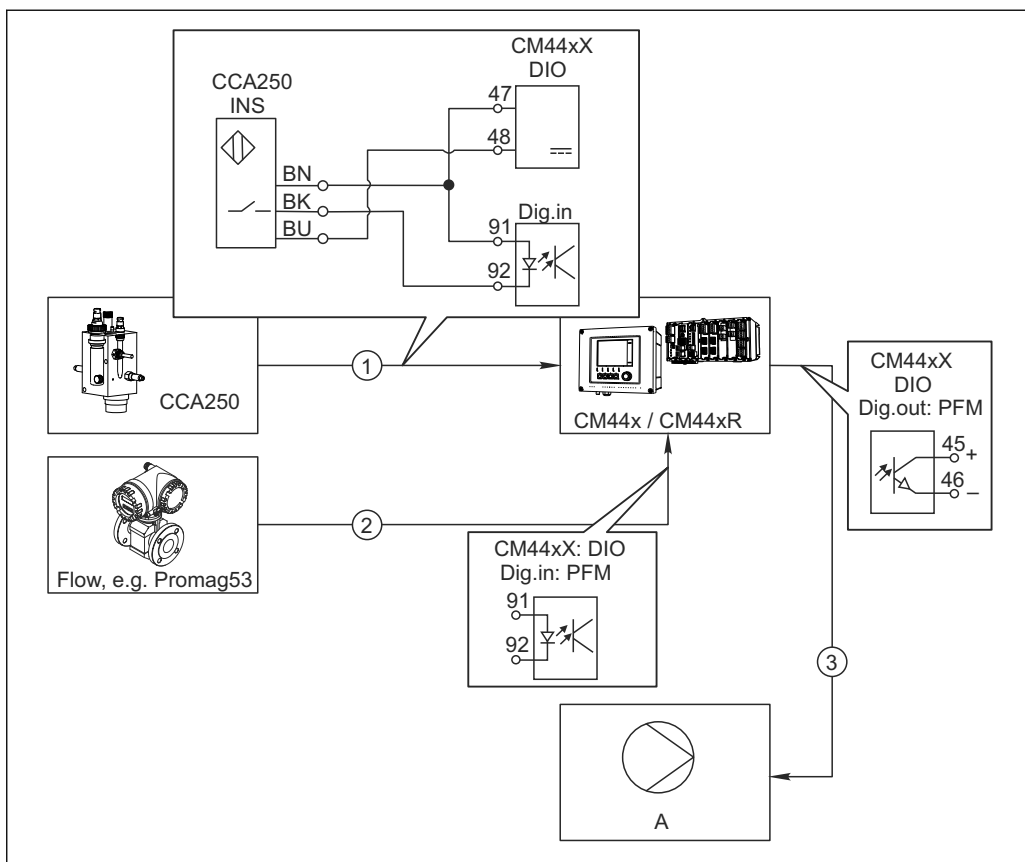 CM44xX
DIO
CCA250
INS
47
48
BN
BK
BU
Dig.in
91
92
1
CCA250
CM44x / CM44xR
CM44xX
DIO
Dig.out: PFM
45
+
46
–
2
Flow, e.g. Promag53
CM44xX: DIO
Dig.in: PFM
91
92
3
A